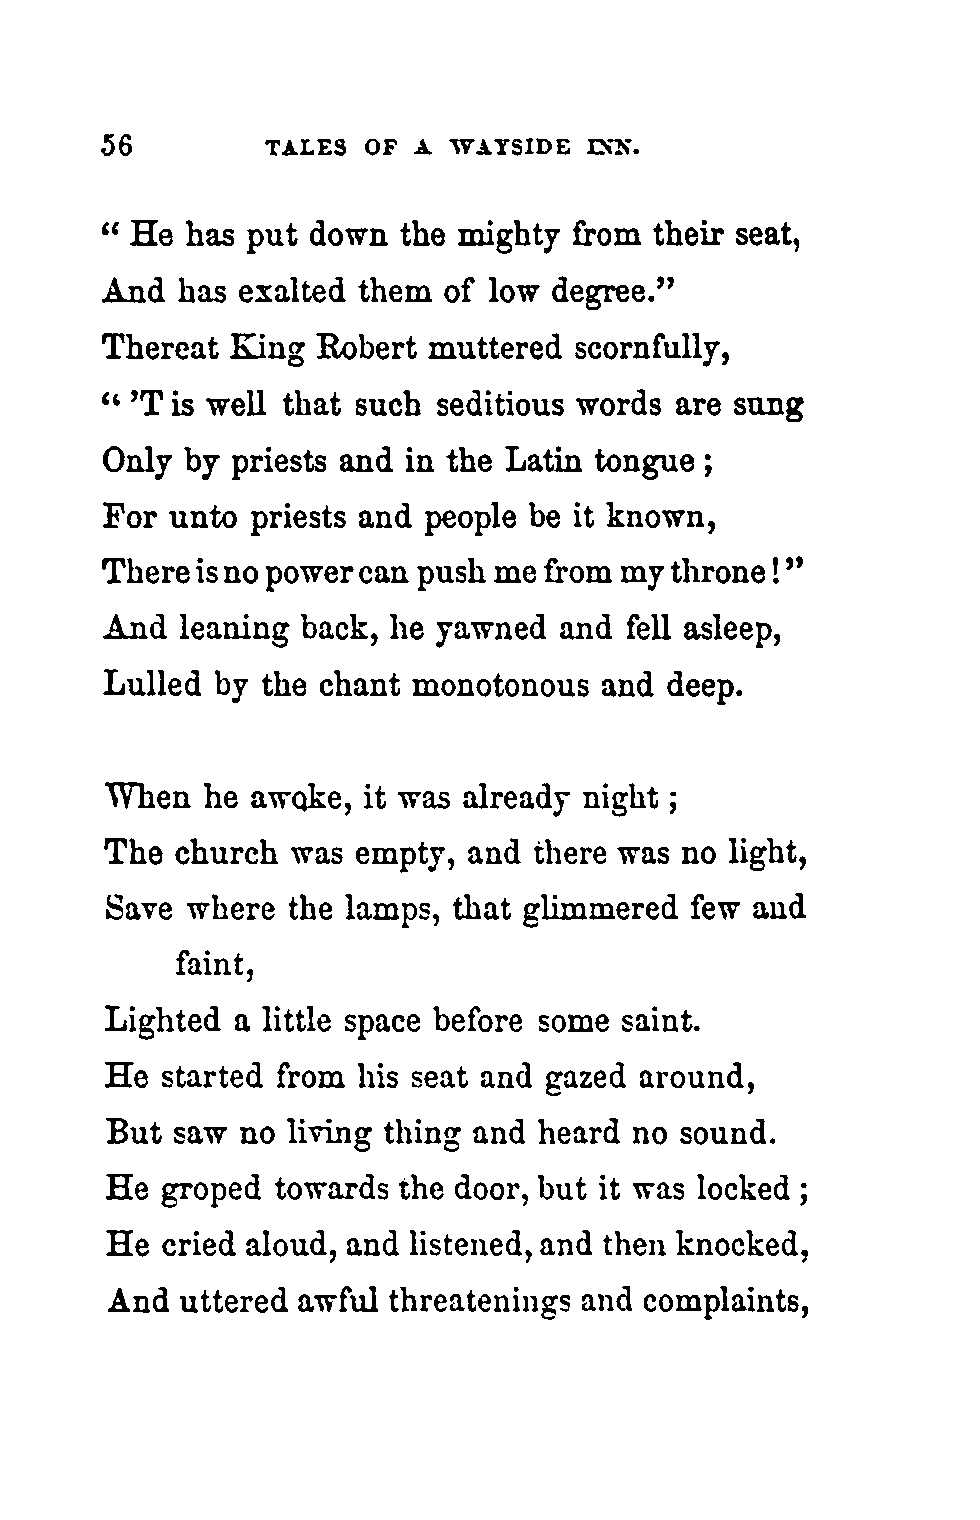 56 TALES OF A WAYSIDE INN.
“ He has put down the mighty from their seat,
And has exalted them of low degree.”
Thereat King Robert muttered scornfully,
“ ’T is well that such seditious words are sung
Only by priests and in the Latin tongue ;
For unto priests and people be it known,
There is no power can push me from my throne ! ”
And leaning back, he yawned and fell asleep,
Lulled by the chant monotonous and deep.
When he awoke, it was already night ;
The church was empty, and there was no light,
Save where the lamps, that glimmered few and
faint,
Lighted a little space before some saint.
He started from his seat and gazed around,
But saw no living thing and heard no sound.
He groped towards the door, but it was locked ;
He cried aloud, and listened, and then knocked,
And uttered awful threatenings and complaints,